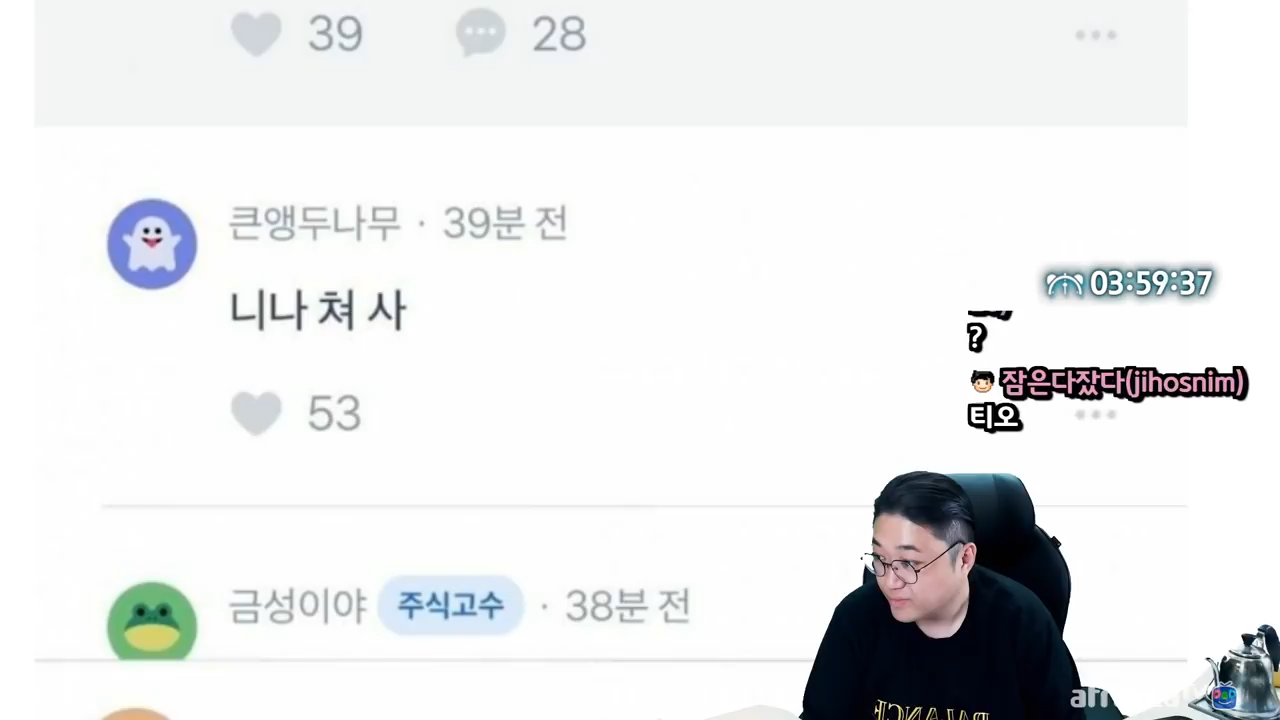 39 28
큰앵두나무 · 39분 전
니나 쳐 사
53
03:59:37
?
잠은다잤다(jihosnim)
티오
금성이야 주식고수 · 38분 전
BALANCE